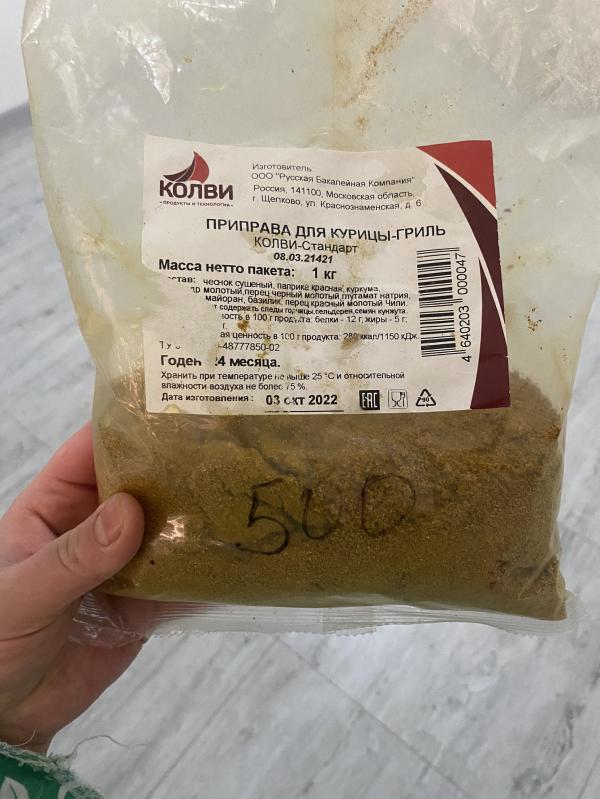 КОЛВИ
• ПРОДУКТЫ И ТЕХНОЛОГИИ •
Изготовитель
ООО "Русская Бакалейная Компания"
Россия, 141100, Московская область,
г. Щелково, ул. Краснознаменская, д. 6
ПРИПРАВА ДЛЯ КУРИЦЫ-ГРИЛЬ
КОЛВИ-Стандарт
08.03.21421
Масса нетто пакета: 1 кг
чеснок сушеный, паприка красная, куркума,
молотый, перец черный молотый, глутамат натрия,
майоран, базилик, перец красный молотый Чили.
содержать следы горчицы, сельдерея, семян кунжута.
в 100 г продукта: белки - 12 г, жиры - 5 г,
г.
ценность в 100 г продукта: ккал/1150 кДж.
ТУ -48777850-02
Годен 24 месяца.
Хранить при температуре не выше 25 °С и относительной
влажности воздуха не более 75 %.
Дата изготовления: 03 окт 2022
EAC
90
4 640203 000047
500